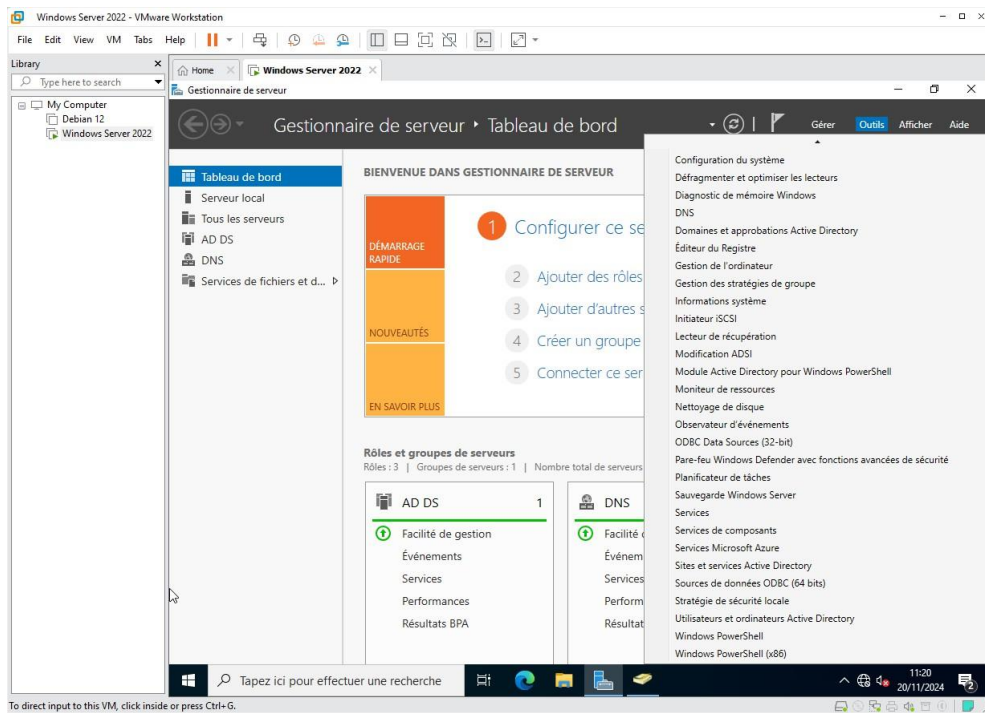 Windows Server 2022 - VMware Workstation
File Edit View VM Tabs Help
Library
Type here to search
My Computer
Debian 12
Windows Server 2022
Home
Windows Server 2022
Gestionnaire de serveur
Gestionnaire de serveur ‣ Tableau de bord
Gérer Outils Afficher Aide
Tableau de bord
Serveur local
Tous les serveurs
AD DS
DNS
Services de fichiers et d...
BIENVENUE DANS GESTIONNAIRE DE SERVEUR
DÉMARRAGE
RAPIDE
NOUVEAUTÉS
EN SAVOIR PLUS
1 Configurer ce se
2 Ajouter des rôles
3 Ajouter d'autres s
4 Créer un groupe
5 Connecter ce ser
Rôles et groupes de serveurs
Rôles : 3 | Groupes de serveurs : 1 | Nombre total de serveurs
AD DS 1
Facilité de gestion
Événements
Services
Performances
Résultats BPA
DNS
Facilité
Événem
Services
Perform
Résultat
Configuration du système
Défragmenter et optimiser les lecteurs
Diagnostic de mémoire Windows
DNS
Domaines et approbations Active Directory
Éditeur du Registre
Gestion de l'ordinateur
Gestion des stratégies de groupe
Informations système
Initiateur iSCSI
Lecteur de récupération
Modification ADSI
Module Active Directory pour Windows PowerShell
Moniteur de ressources
Nettoyage de disque
Observateur d'événements
ODBC Data Sources (32-bit)
Pare-feu Windows Defender avec fonctions avancées de sécurité
Planificateur de tâches
Sauvegarde Windows Server
Services
Services de composants
Services Microsoft Azure
Sites et services Active Directory
Sources de données ODBC (64 bits)
Stratégie de sécurité locale
Utilisateurs et ordinateurs Active Directory
Windows PowerShell
Windows PowerShell (x86)
Tapez ici pour effectuer une recherche
11:20
20/11/2024
2
To direct input to this VM, click inside or press Ctrl+G.